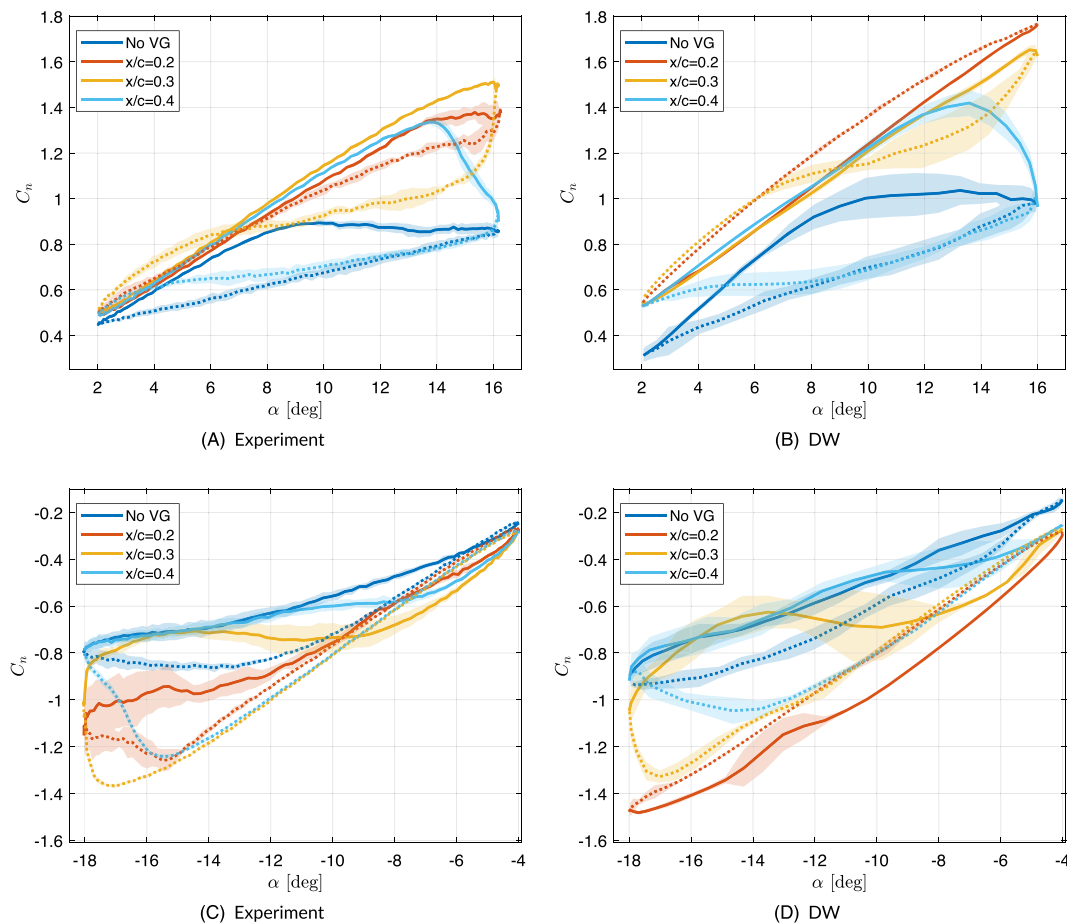 1.8
1.6
1.4
1.2
1
0.8
0.6
0.4
C_n
No VG
x/c=0.2
x/c=0.3
x/c=0.4
2 4 6 8 10 12 14 16
α [deg]
(A) Experiment
1.8
1.6
1.4
1.2
1
0.8
0.6
0.4
C_n
No VG
x/c=0.2
x/c=0.3
x/c=0.4
2 4 6 8 10 12 14 16
α [deg]
(B) DW
-0.2
-0.4
-0.6
-0.8
-1
-1.2
-1.4
-1.6
C_n
No VG
x/c=0.2
x/c=0.3
x/c=0.4
-18 -16 -14 -12 -10 -8 -6 -4
α [deg]
(C) Experiment
-0.2
-0.4
-0.6
-0.8
-1
-1.2
-1.4
-1.6
C_n
No VG
x/c=0.2
x/c=0.3
x/c=0.4
-18 -16 -14 -12 -10 -8 -6 -4
α [deg]
(D) DW